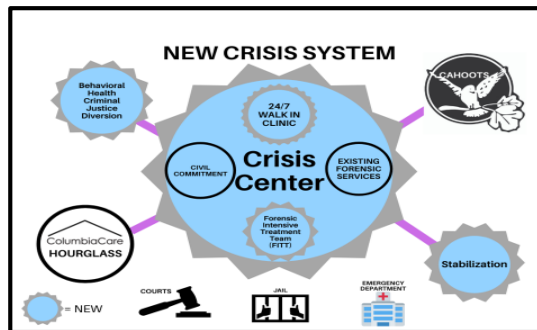 NEW CRISIS SYSTEM
Behavioral
Health
Criminal
Justice
Diversion
CAHOOTS
24/7
WALK IN
CLINIC
CIVIL
COMMITMENT
Crisis
Center
EXISTING
FORENSIC
SERVICES
Forensic
Intensive
Treatment
Team
(FITT)
ColumbiaCare
HOURGLASS
Stabilization
= NEW
COURTS
JAIL
EMERGENCY
DEPARTMENT